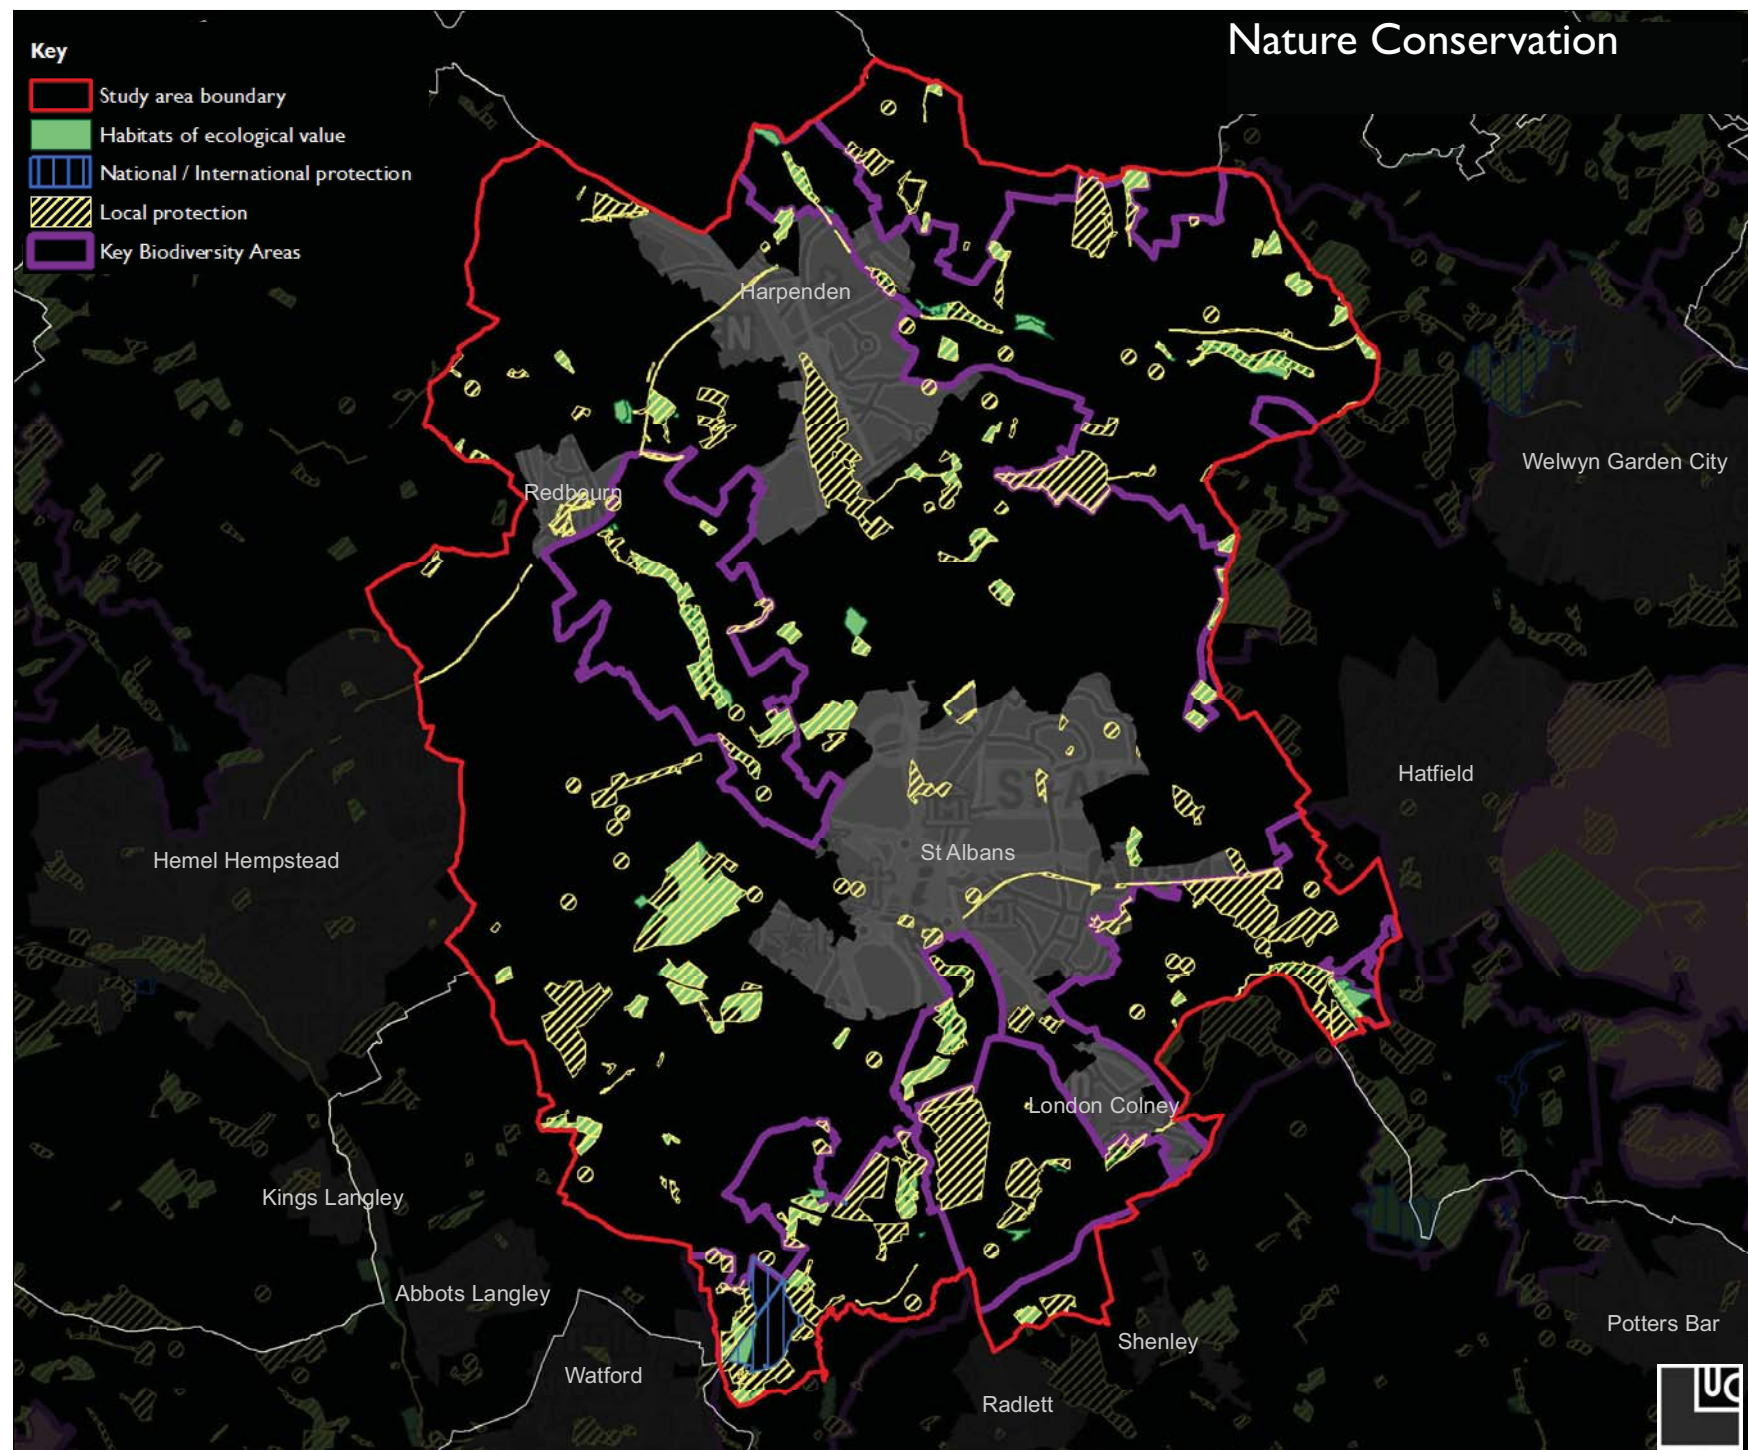 Nature Conservation
Key
Study area boundary
Habitats of ecological value
National / International protection
Local protection
Key Biodiversity Areas
Harpenden
Welwyn Garden City
Redbourn
Hatfield
St Albans
Hemel Hempstead
London Colney
Kings Langley
Abbots Langley
Potters Bar
Shenley
Watford
Radlett